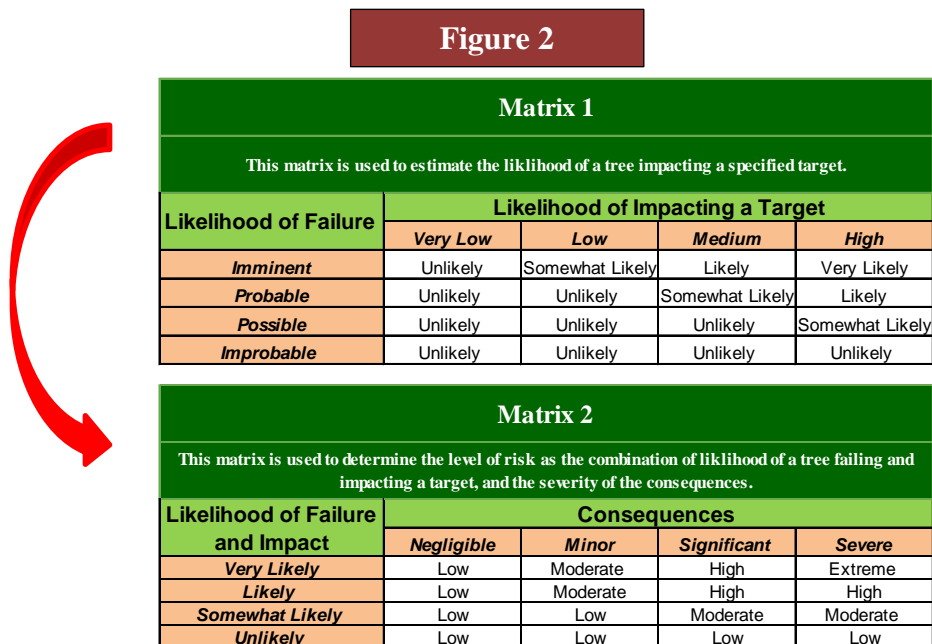 Figure 2
Matrix 1
This matrix is used to estimate the liklihood of a tree impacting a specified target.
Likelihood of Failure
Likelihood of Impacting a Target
Very Low Low Medium High
Imminent Unlikely Somewhat Likely Likely Very Likely
Probable Unlikely Unlikely Somewhat Likely Likely
Possible Unlikely Unlikely Unlikely Somewhat Likely
Improbable Unlikely Unlikely Unlikely Unlikely
Matrix 2
This matrix is used to determine the level of risk as the combination of liklihood of a tree failing and
impacting a target, and the severity of the consequences.
Likelihood of Failure
and Impact
Consequences
Negligible Minor Significant Severe
Very Likely Low Moderate High Extreme
Likely Low Moderate High High
Somewhat Likely Low Low Moderate Moderate
Unlikely Low Low Low Low